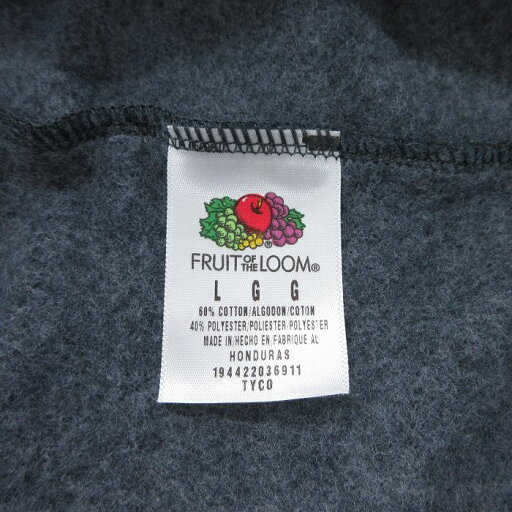 FRUIT OF THE LOOM®
L G G
60% COTTON/ALGODON/COTON
40% POLYESTER/POLIESTER/POLYESTER
MADE IN/HECHO EN/FABRIQUE AU
HONDURAS
194422036911
TYCO